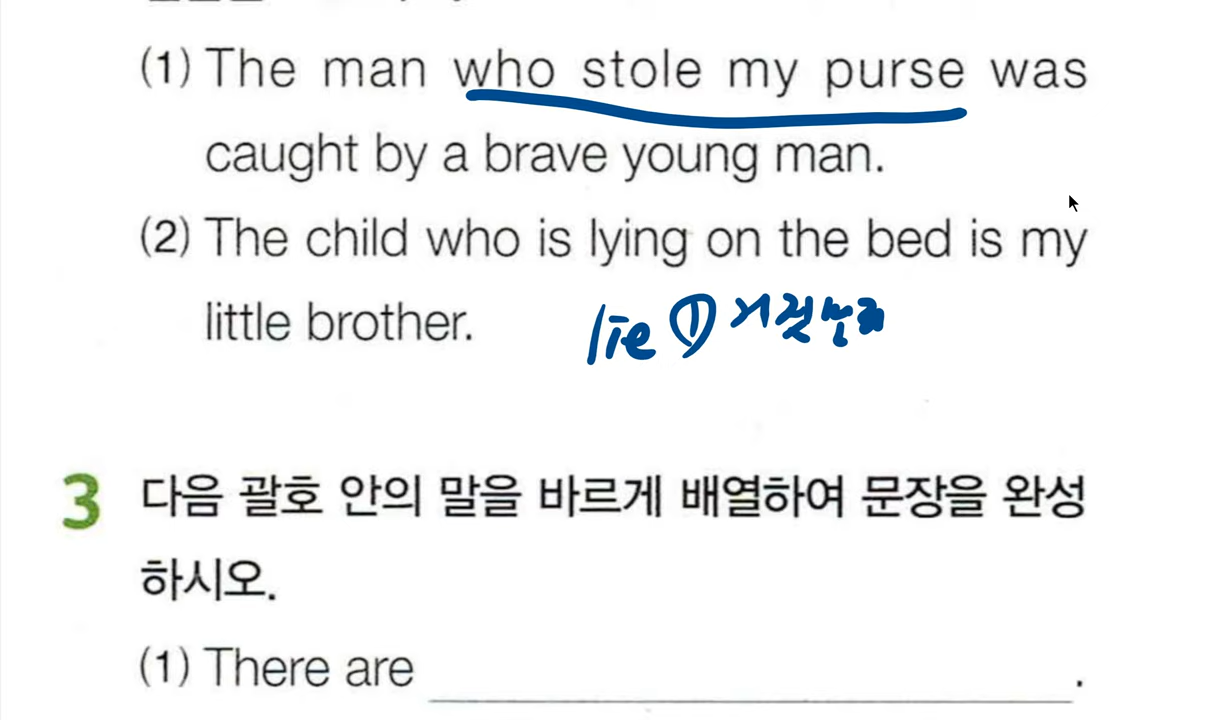 (1) The man who stole my purse was
caught by a brave young man.
(2) The child who is lying on the bed is my
little brother.
lie ① 거짓말
3 다음 괄호 안의 말을 바르게 배열하여 문장을 완성
하시오.
(1) There are ______________.